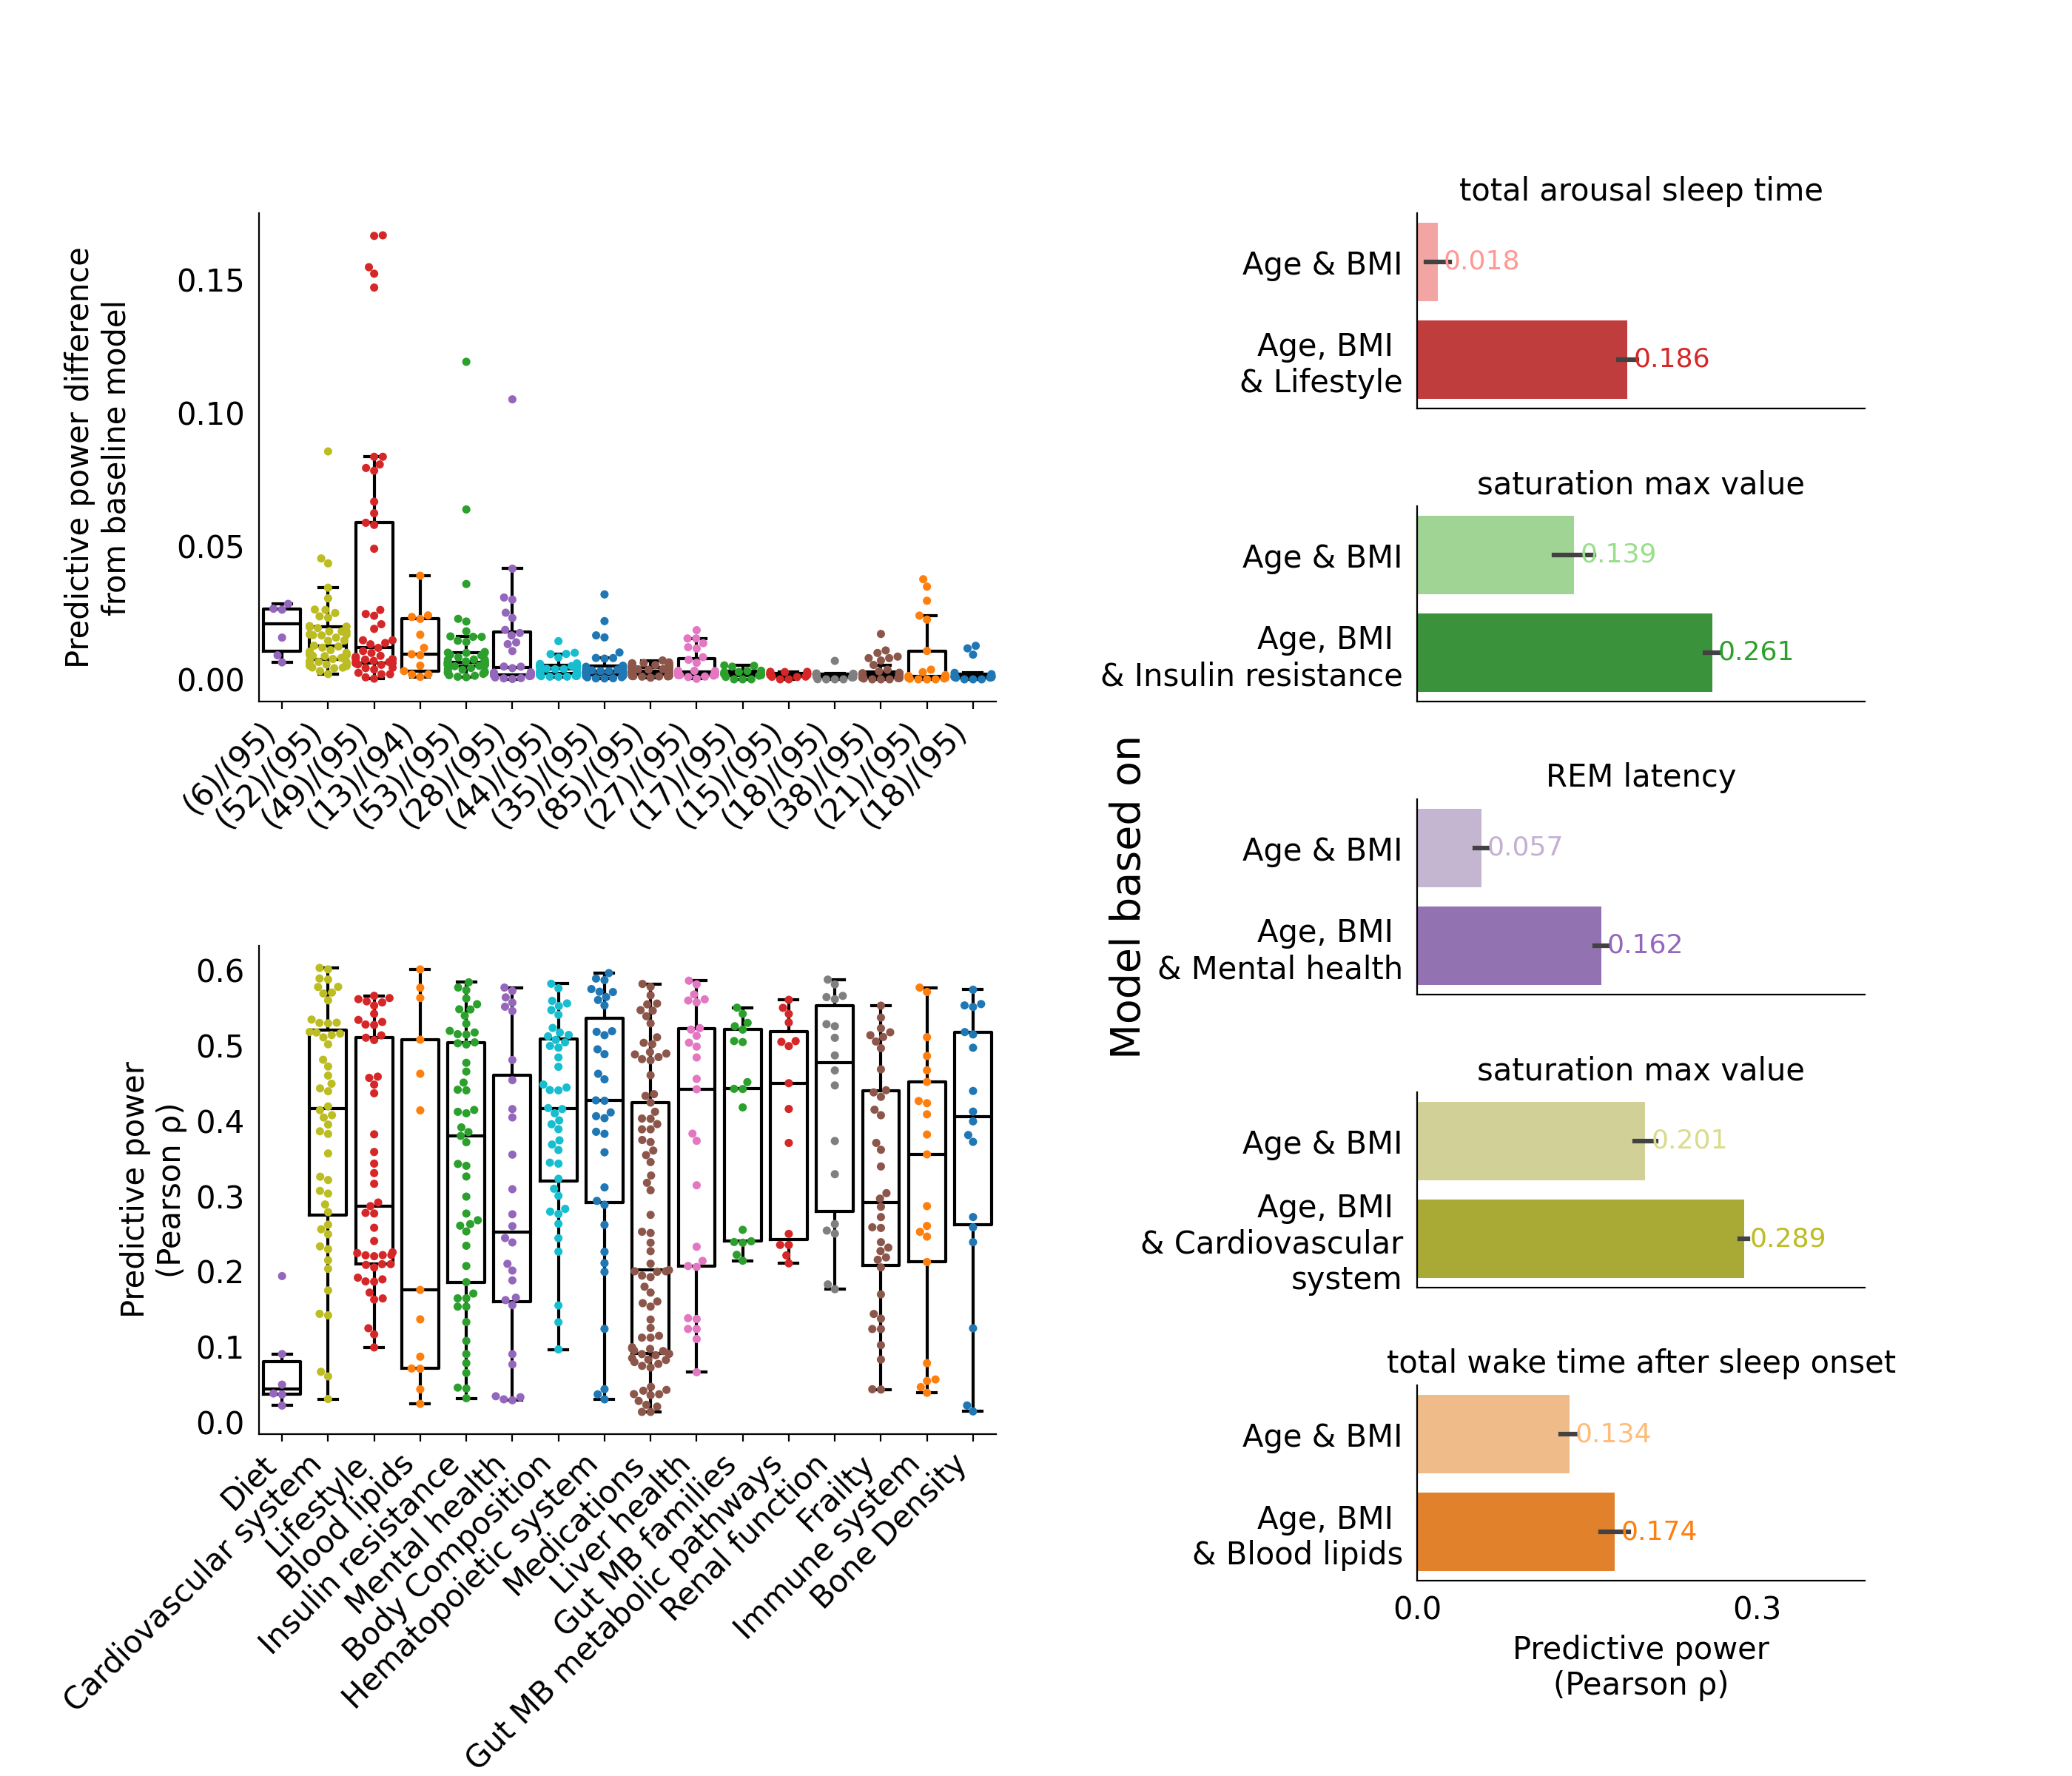 Predictive power difference
from baseline model
0.15
0.10
0.05
0.00
(6)/(95)
(52)/(95)
(49)/(95)
(13)/(94)
(53)/(95)
(28)/(95)
(44)/(95)
(35)/(95)
(85)/(95)
(27)/(95)
(17)/(95)
(15)/(95)
(18)/(95)
(38)/(95)
(21)/(95)
(18)/(95)
Predictive power
(Pearson ρ)
0.6
0.5
0.4
0.3
0.2
0.1
0.0
Diet
Cardiovascular system
Lifestyle
Blood lipids
Insulin resistance
Mental health
Body Composition
Hematopoietic system
Medications
Liver health
Gut MB families
Gut MB metabolic pathways
Renal function
Frailty
Immune system
Bone Density
Model based on
total arousal sleep time
Age & BMI
0.018
Age, BMI
& Lifestyle
0.186
saturation max value
Age & BMI
0.139
Age, BMI
& Insulin resistance
0.261
REM latency
Age & BMI
0.057
Age, BMI
& Mental health
0.162
saturation max value
Age & BMI
0.201
Age, BMI
& Cardiovascular
system
0.289
total wake time after sleep onset
Age & BMI
0.134
Age, BMI
& Blood lipids
0.174
0.0
0.3
Predictive power
(Pearson ρ)